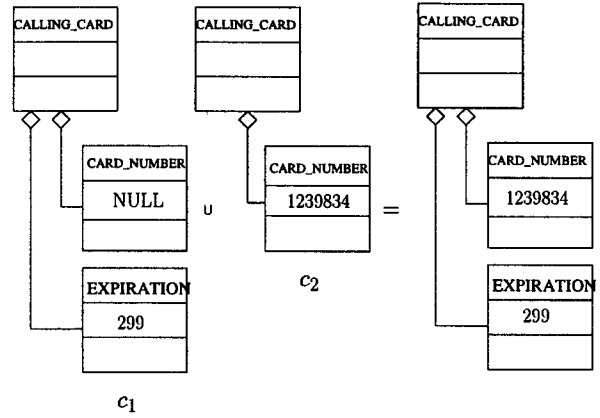 CALLING_CARD
CARD_NUMBER
NULL
EXPIRATION
299
c1
∪
CALLING_CARD
CARD_NUMBER
1239834
c2
=
CALLING_CARD
CARD_NUMBER
1239834
EXPIRATION
299